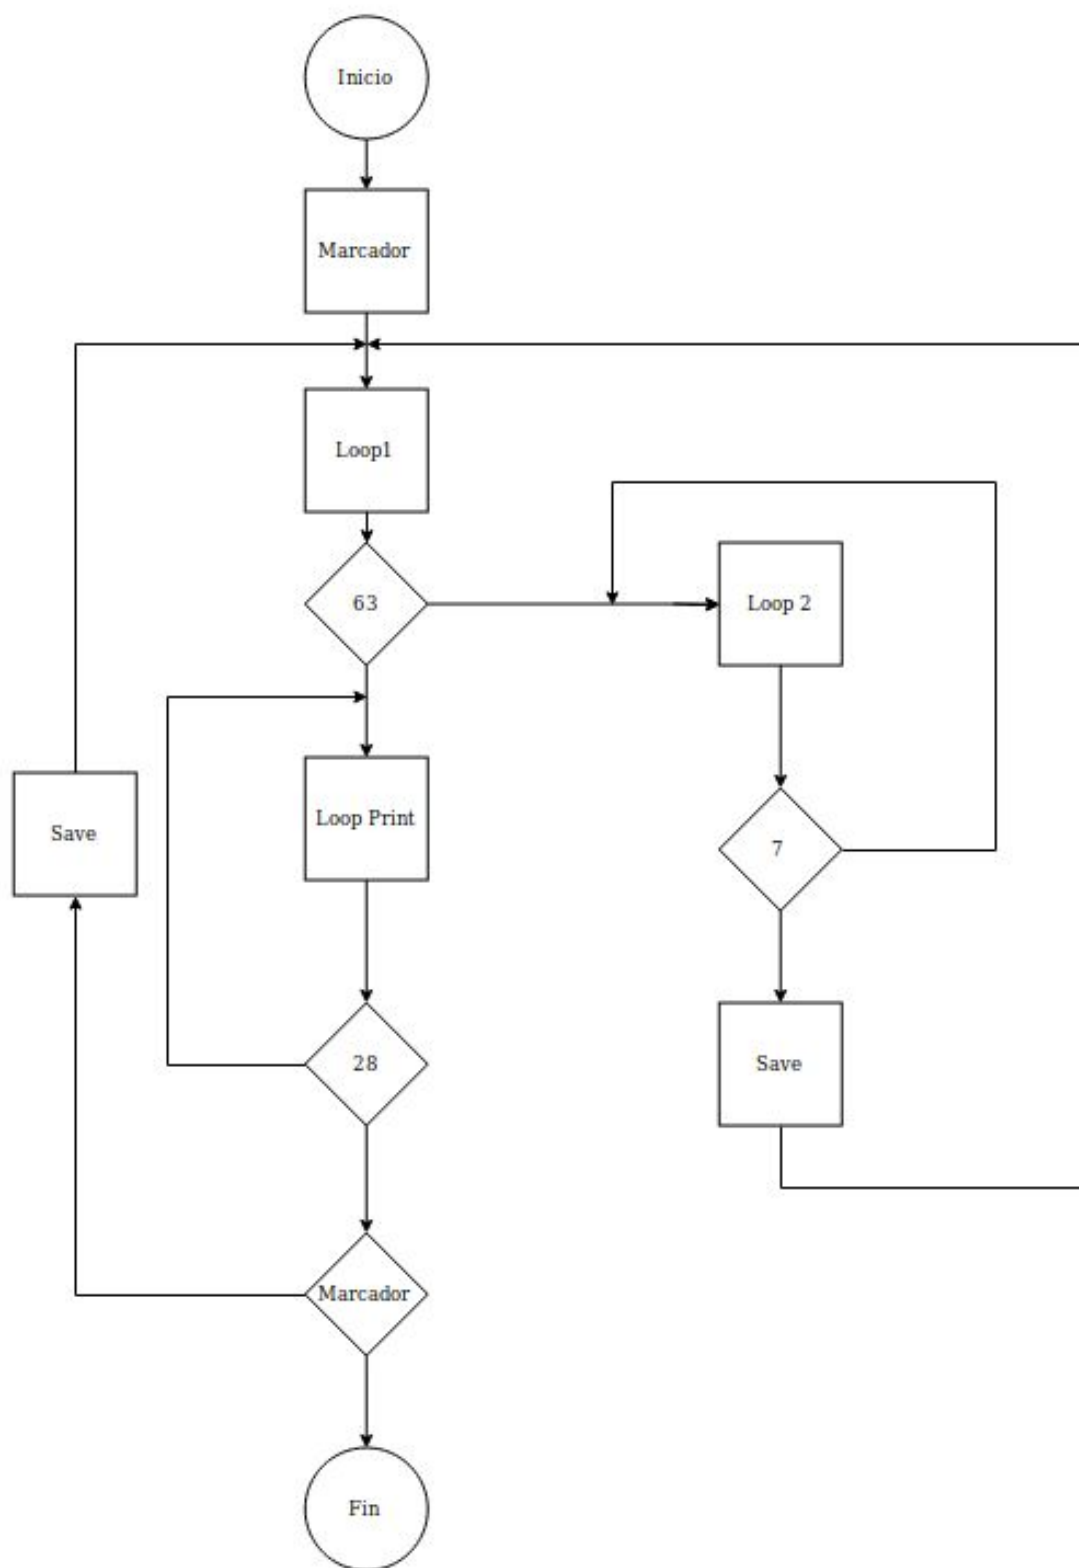 Inicio
Marcador
Loop1
63
Loop 2
Loop Print
Save
7
28
Save
Marcador
Fin